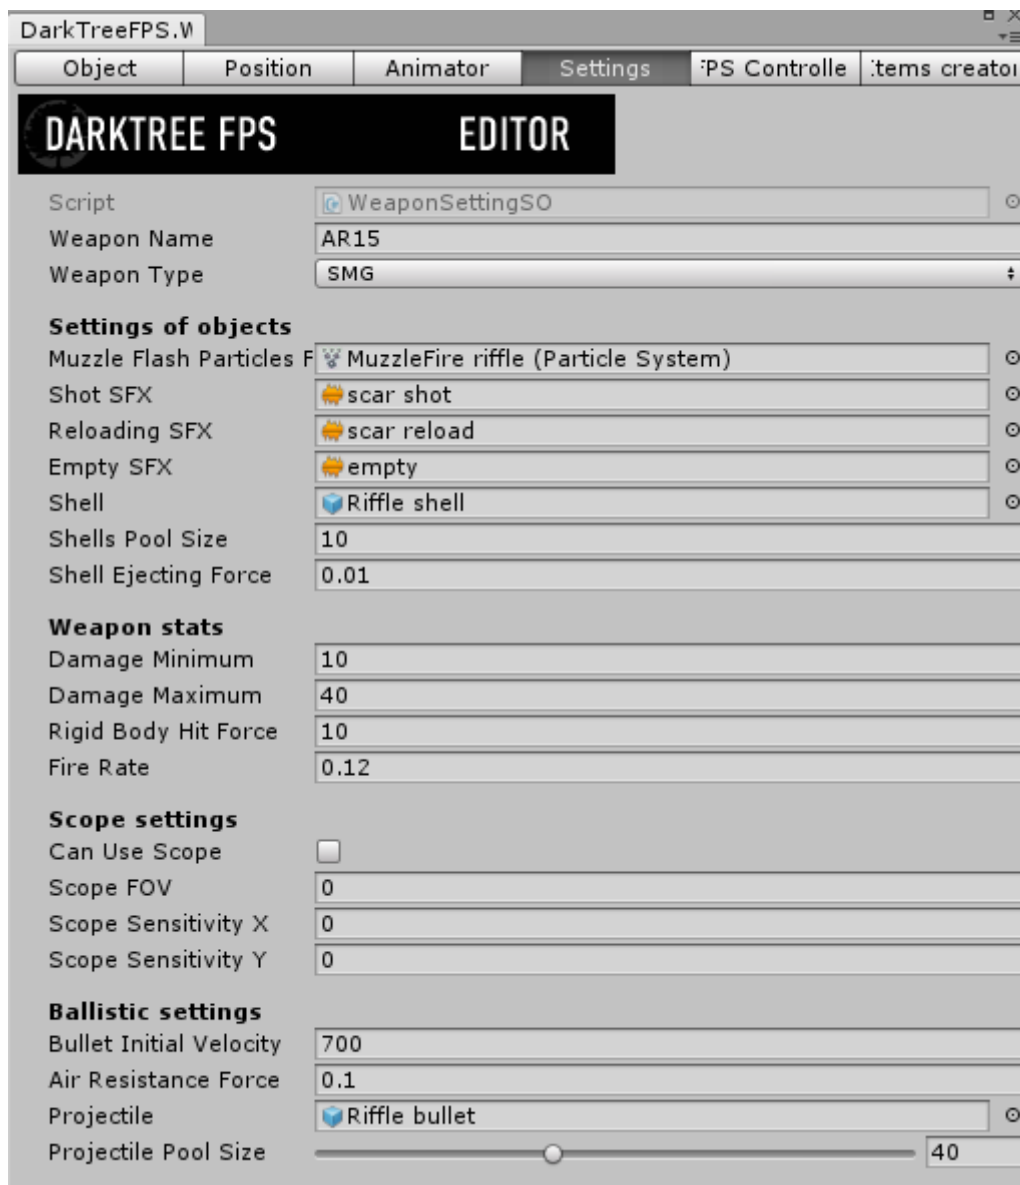 DarkTreeFPS.W
Object Position Animator Settings FPS Controlle Items creator
DARKTREE FPS EDITOR
Script WeaponSettingSO
Weapon Name AR15
Weapon Type SMG
Settings of objects
Muzzle Flash Particles F MuzzleFire riffle (Particle System)
Shot SFX scar shot
Reloading SFX scar reload
Empty SFX empty
Shell Riffle shell
Shells Pool Size 10
Shell Ejecting Force 0.01
Weapon stats
Damage Minimum 10
Damage Maximum 40
Rigid Body Hit Force 10
Fire Rate 0.12
Scope settings
Can Use Scope
Scope FOV 0
Scope Sensitivity X 0
Scope Sensitivity Y 0
Ballistic settings
Bullet Initial Velocity 700
Air Resistance Force 0.1
Projectile Riffle bullet
Projectile Pool Size 40